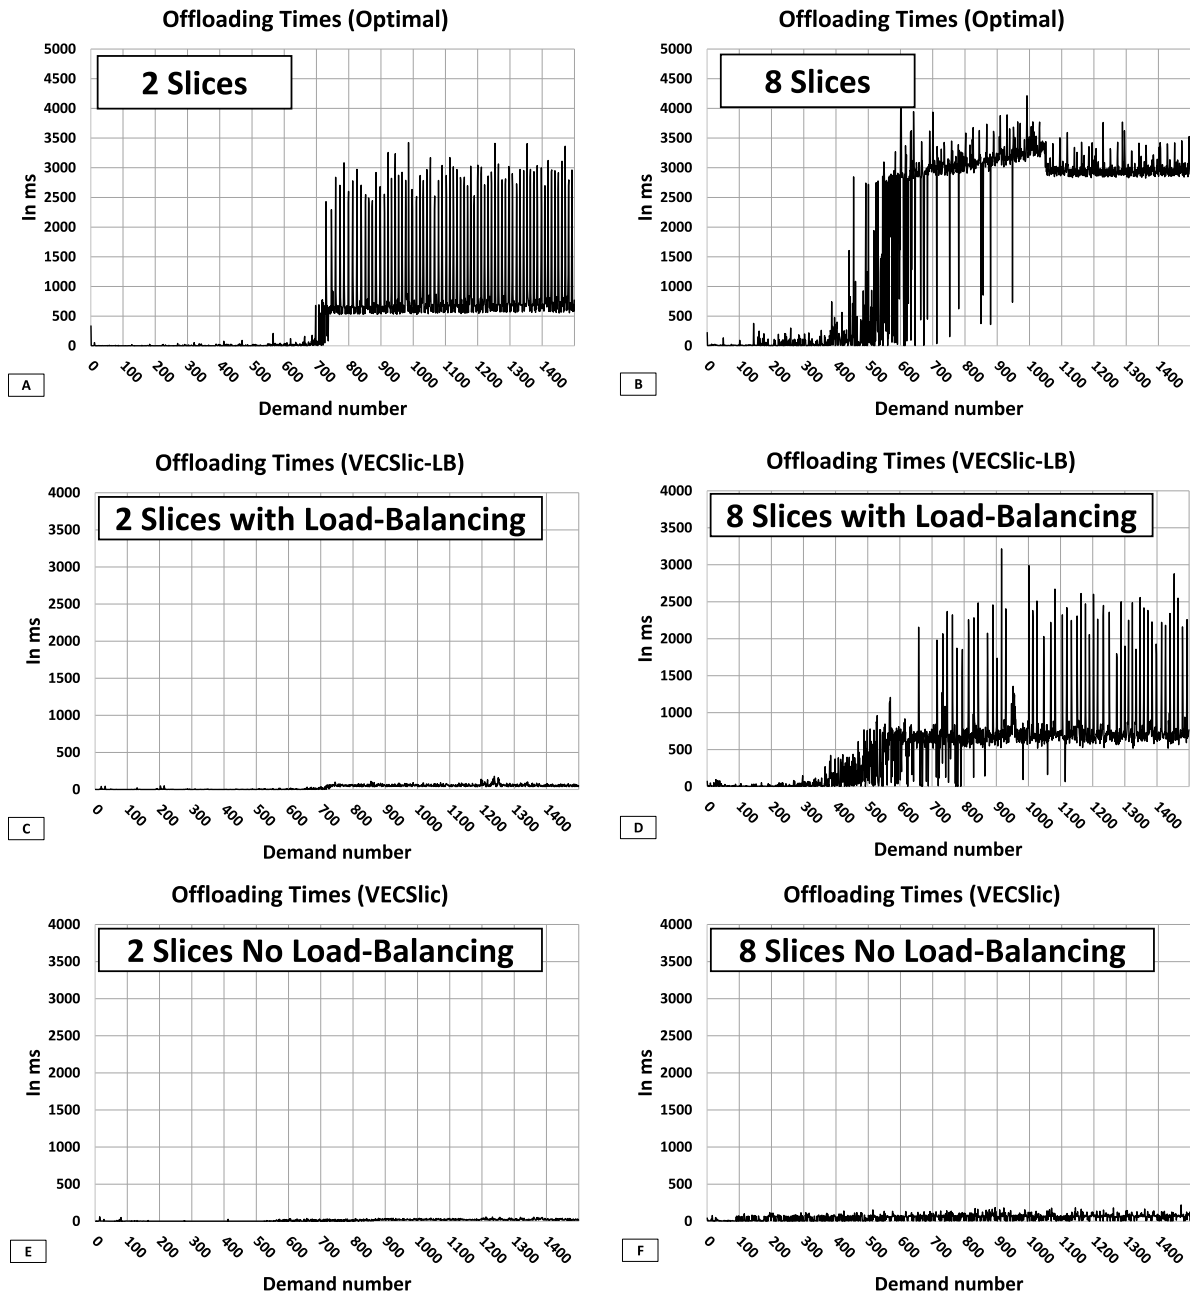 Offloading Times (Optimal)
5000
4500
4000
3500
3000
2500
2000
1500
1000
500
0
In ms
2 Slices
0 100 200 300 400 500 600 700 800 900 1000 1100 1200 1300 1400
A
Demand number
Offloading Times (Optimal)
5000
4500
4000
3500
3000
2500
2000
1500
1000
500
0
In ms
8 Slices
0 100 200 300 400 500 600 700 800 900 1000 1100 1200 1300 1400
B
Demand number
Offloading Times (VECSlic-LB)
4000
3500
3000
2500
2000
1500
1000
500
0
In ms
2 Slices with Load-Balancing
0 100 200 300 400 500 600 700 800 900 1000 1100 1200 1300 1400
C
Demand number
Offloading Times (VECSlic-LB)
4000
3500
3000
2500
2000
1500
1000
500
0
In ms
8 Slices with Load-Balancing
0 100 200 300 400 500 600 700 800 900 1000 1100 1200 1300 1400
D
Demand number
Offloading Times (VECSlic)
4000
3500
3000
2500
2000
1500
1000
500
0
In ms
2 Slices No Load-Balancing
0 100 200 300 400 500 600 700 800 900 1000 1100 1200 1300 1400
E
Demand number
Offloading Times (VECSlic)
4000
3500
3000
2500
2000
1500
1000
500
0
In ms
8 Slices No Load-Balancing
0 100 200 300 400 500 600 700 800 900 1000 1100 1200 1300 1400
F
Demand number